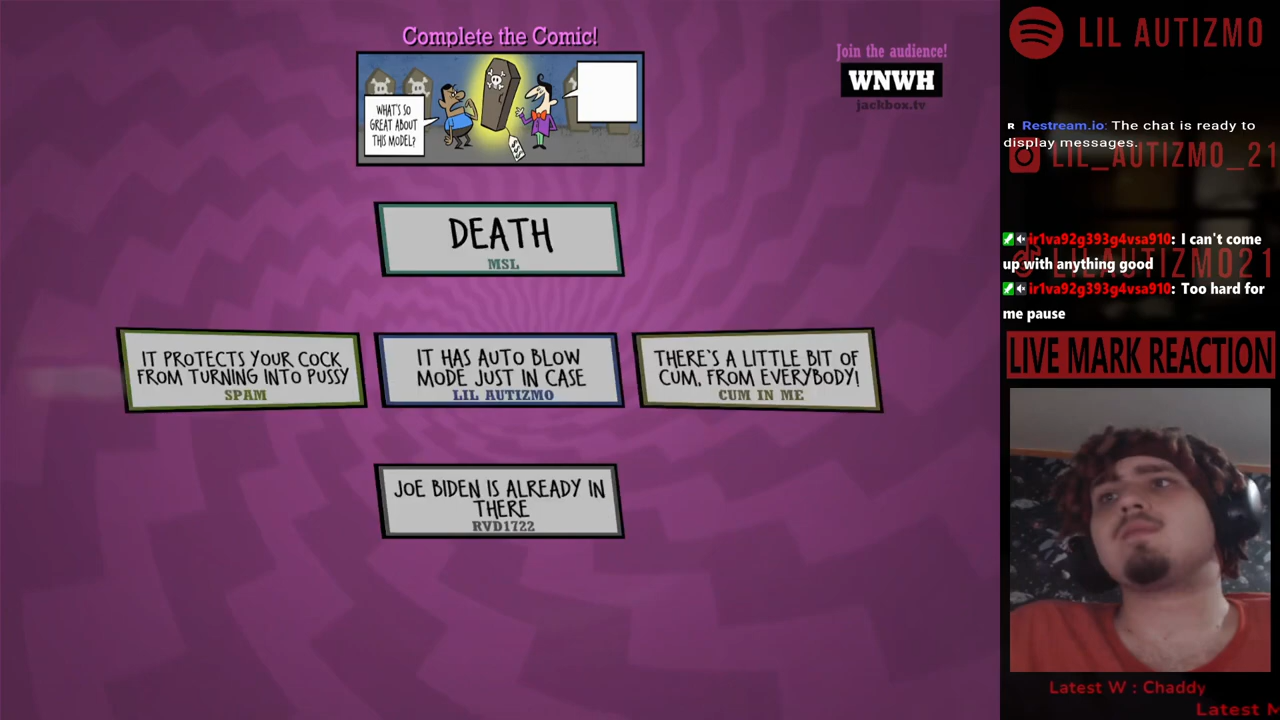 Complete the Comic!
WHAT'S SO
GREAT ABOUT
THIS MODEL?
$$$
Join the audience!
WNWH
jackbox.tv
DEATH
MSL
IT PROTECTS YOUR COCK
FROM TURNING INTO PUSSY
SPAM
IT HAS AUTO BLOW
MODE JUST IN CASE
LIL AUTIZMO
THERE'S A LITTLE BIT OF
CUM, FROM EVERYBODY!
CUM IN ME
JOE BIDEN IS ALREADY IN
THERE
RVD1722
LIL AUTIZMO
R Restream.io: The chat is ready to
display messages.
LIL_AUTIZMO_21
ir1va92g393g4vsa910: I can't come
up with anything good
LILAUTIZMO21
ir1va92g393g4vsa910: Too hard for
me pause
LIVE MARK REACTION
Latest W : Chaddy
Latest M